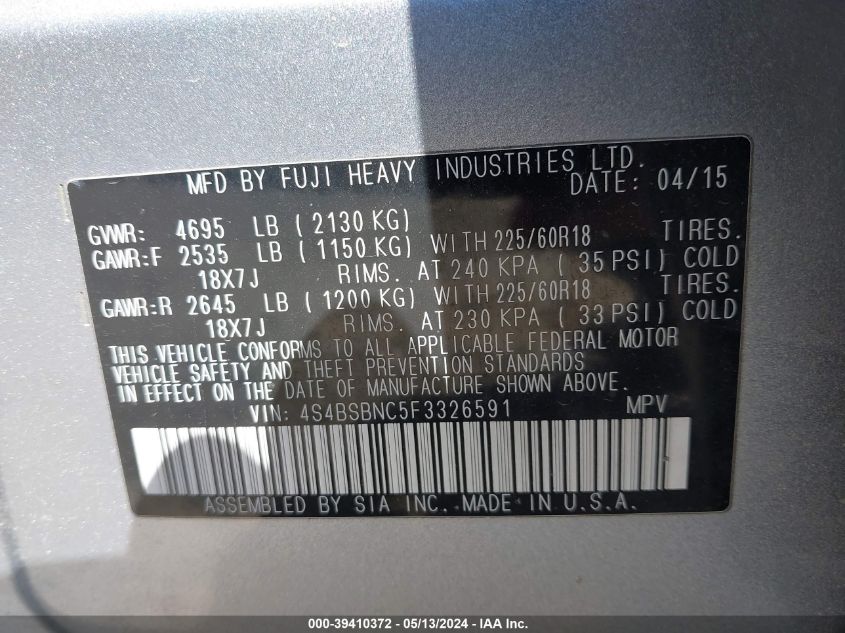 MFD BY FUJI HEAVY INDUSTRIES LTD.
DATE: 04/15
GVWR: 4695 LB ( 2130 KG)
GAWR:F 2535 LB ( 1150 KG) WITH 225/60R18 TIRES.
18X7J RIMS. AT 240 KPA ( 35 PSI) COLD
GAWR:R 2645 LB ( 1200 KG) WITH 225/60R18 TIRES.
18X7J RIMS. AT 230 KPA ( 33 PSI) COLD
THIS VEHICLE CONFORMS TO ALL APPLICABLE FEDERAL MOTOR
VEHICLE SAFETY AND THEFT PREVENTION STANDARDS
IN EFFECT ON THE DATE OF MANUFACTURE SHOWN ABOVE.
VIN: 4S4BSBNC5F3326591 MPV
ASSEMBLED BY SIA INC. MADE IN U.S.A.
000-39410372 - 05/13/2024 - IAA Inc.